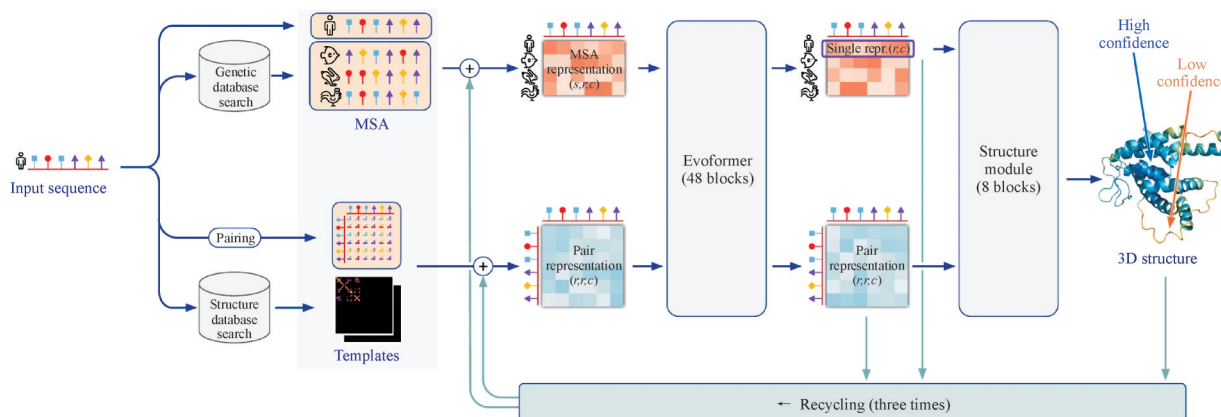 Input sequence
Genetic
database
search
Pairing
Structure
database
search
MSA
Templates
+
+
MSA
representation
(s,r,c)
Pair
representation
(r,r,c)
Evoformer
(48 blocks)
Single repr.(r,c)
Pair
representation
(r,r,c)
Structure
module
(8 blocks)
High
confidence
Low
confidence
3D structure
← Recycling (three times)